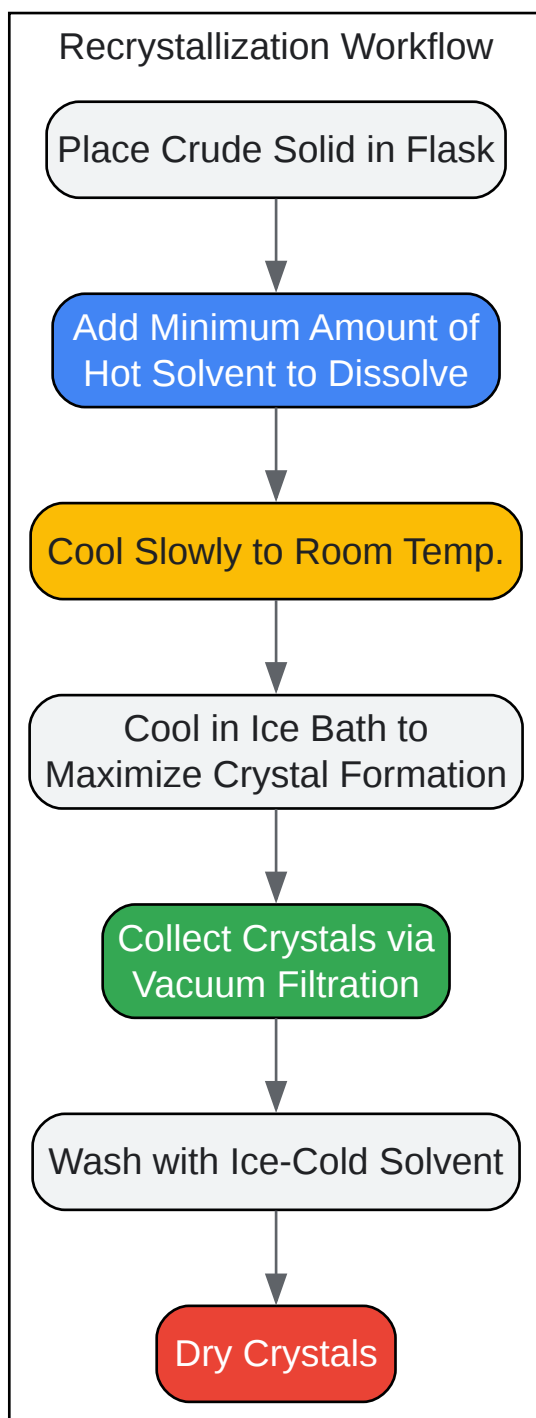 Recrystallization Workflow
Place Crude Solid in Flask
Add Minimum Amount of
Hot Solvent to Dissolve
Cool Slowly to Room Temp.
Cool in Ice Bath to
Maximize Crystal Formation
Collect Crystals via
Vacuum Filtration
Wash with Ice-Cold Solvent
Dry Crystals